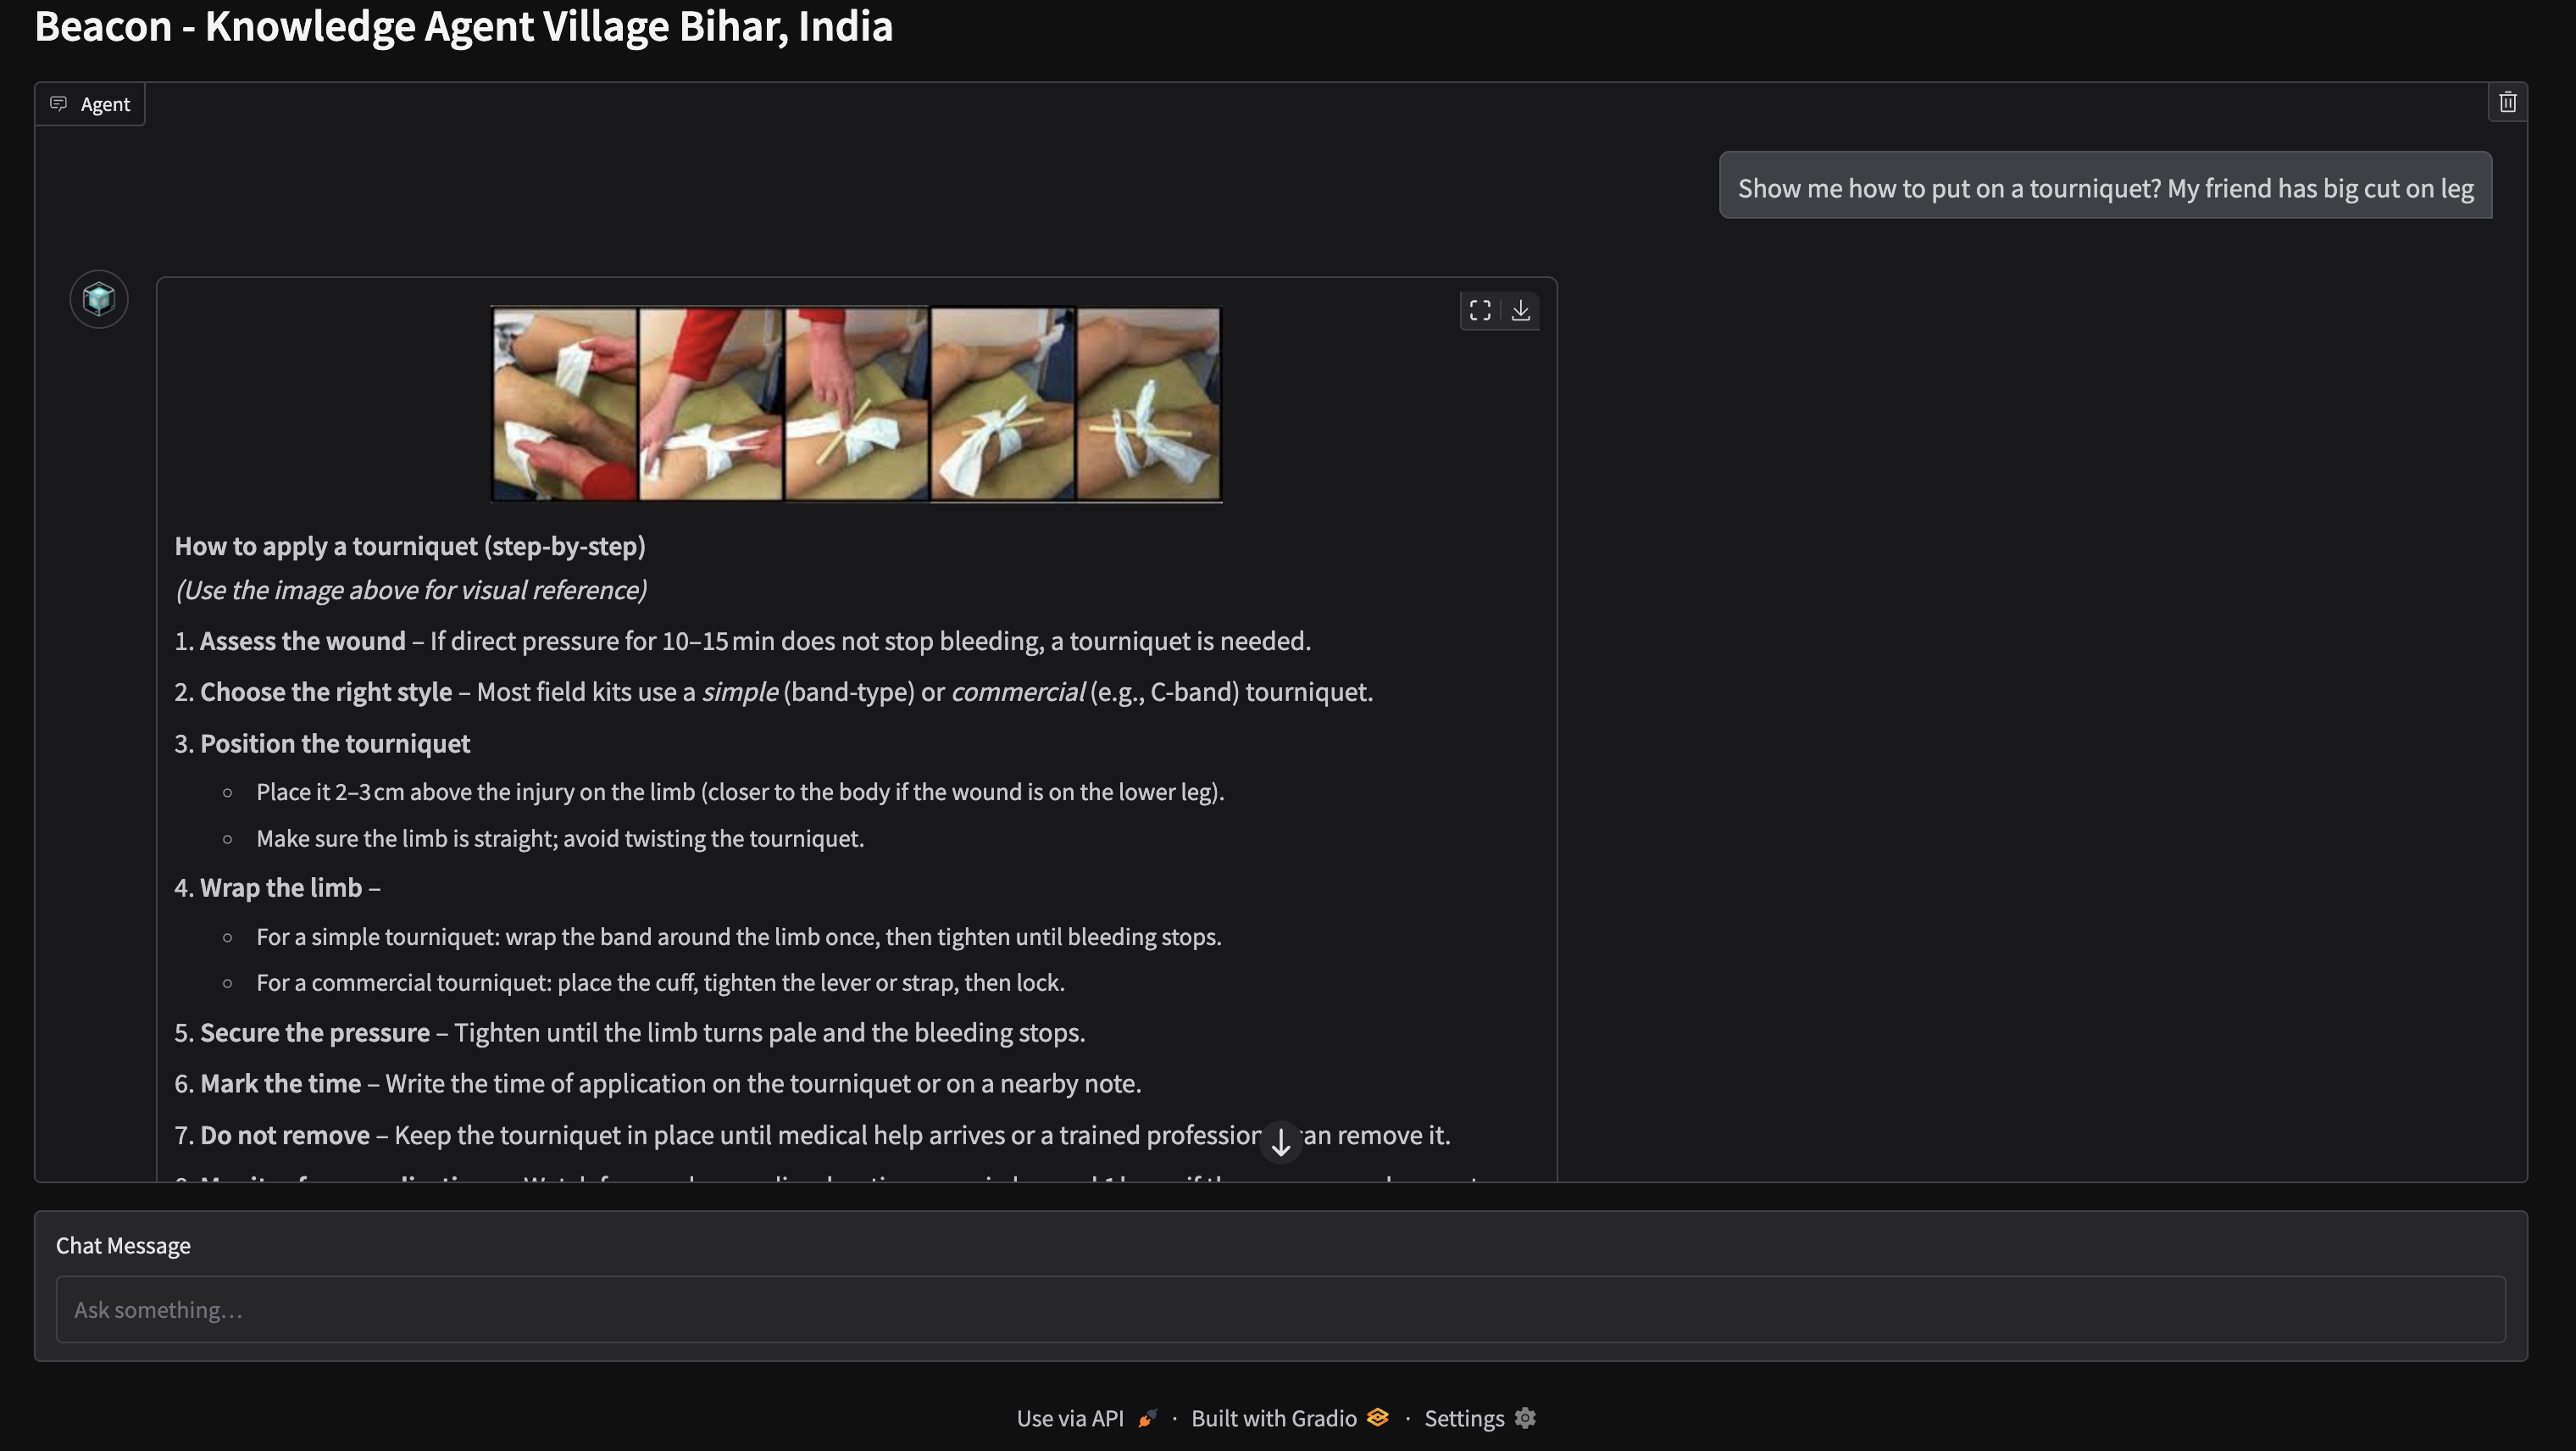 Beacon - Knowledge Agent Village Bihar, India
Agent
Show me how to put on a tourniquet? My friend has big cut on leg
How to apply a tourniquet (step-by-step)
(Use the image above for visual reference)
1. Assess the wound – If direct pressure for 10–15 min does not stop bleeding, a tourniquet is needed.
2. Choose the right style – Most field kits use a simple (band-type) or commercial (e.g., C-band) tourniquet.
3. Position the tourniquet
○ Place it 2–3 cm above the injury on the limb (closer to the body if the wound is on the lower leg).
○ Make sure the limb is straight; avoid twisting the tourniquet.
4. Wrap the limb –
○ For a simple tourniquet: wrap the band around the limb once, then tighten until bleeding stops.
○ For a commercial tourniquet: place the cuff, tighten the lever or strap, then lock.
5. Secure the pressure – Tighten until the limb turns pale and the bleeding stops.
6. Mark the time – Write the time of application on the tourniquet or on a nearby note.
7. Do not remove – Keep the tourniquet in place until medical help arrives or a trained profession an remove it.
Chat Message
Ask something…
Use via API · Built with Gradio · Settings